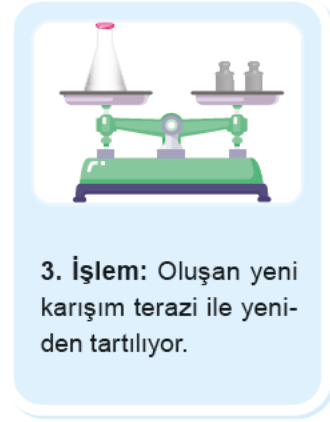 3. İşlem: Oluşan yeni
karışım terazi ile yeni-
den tartılıyor.